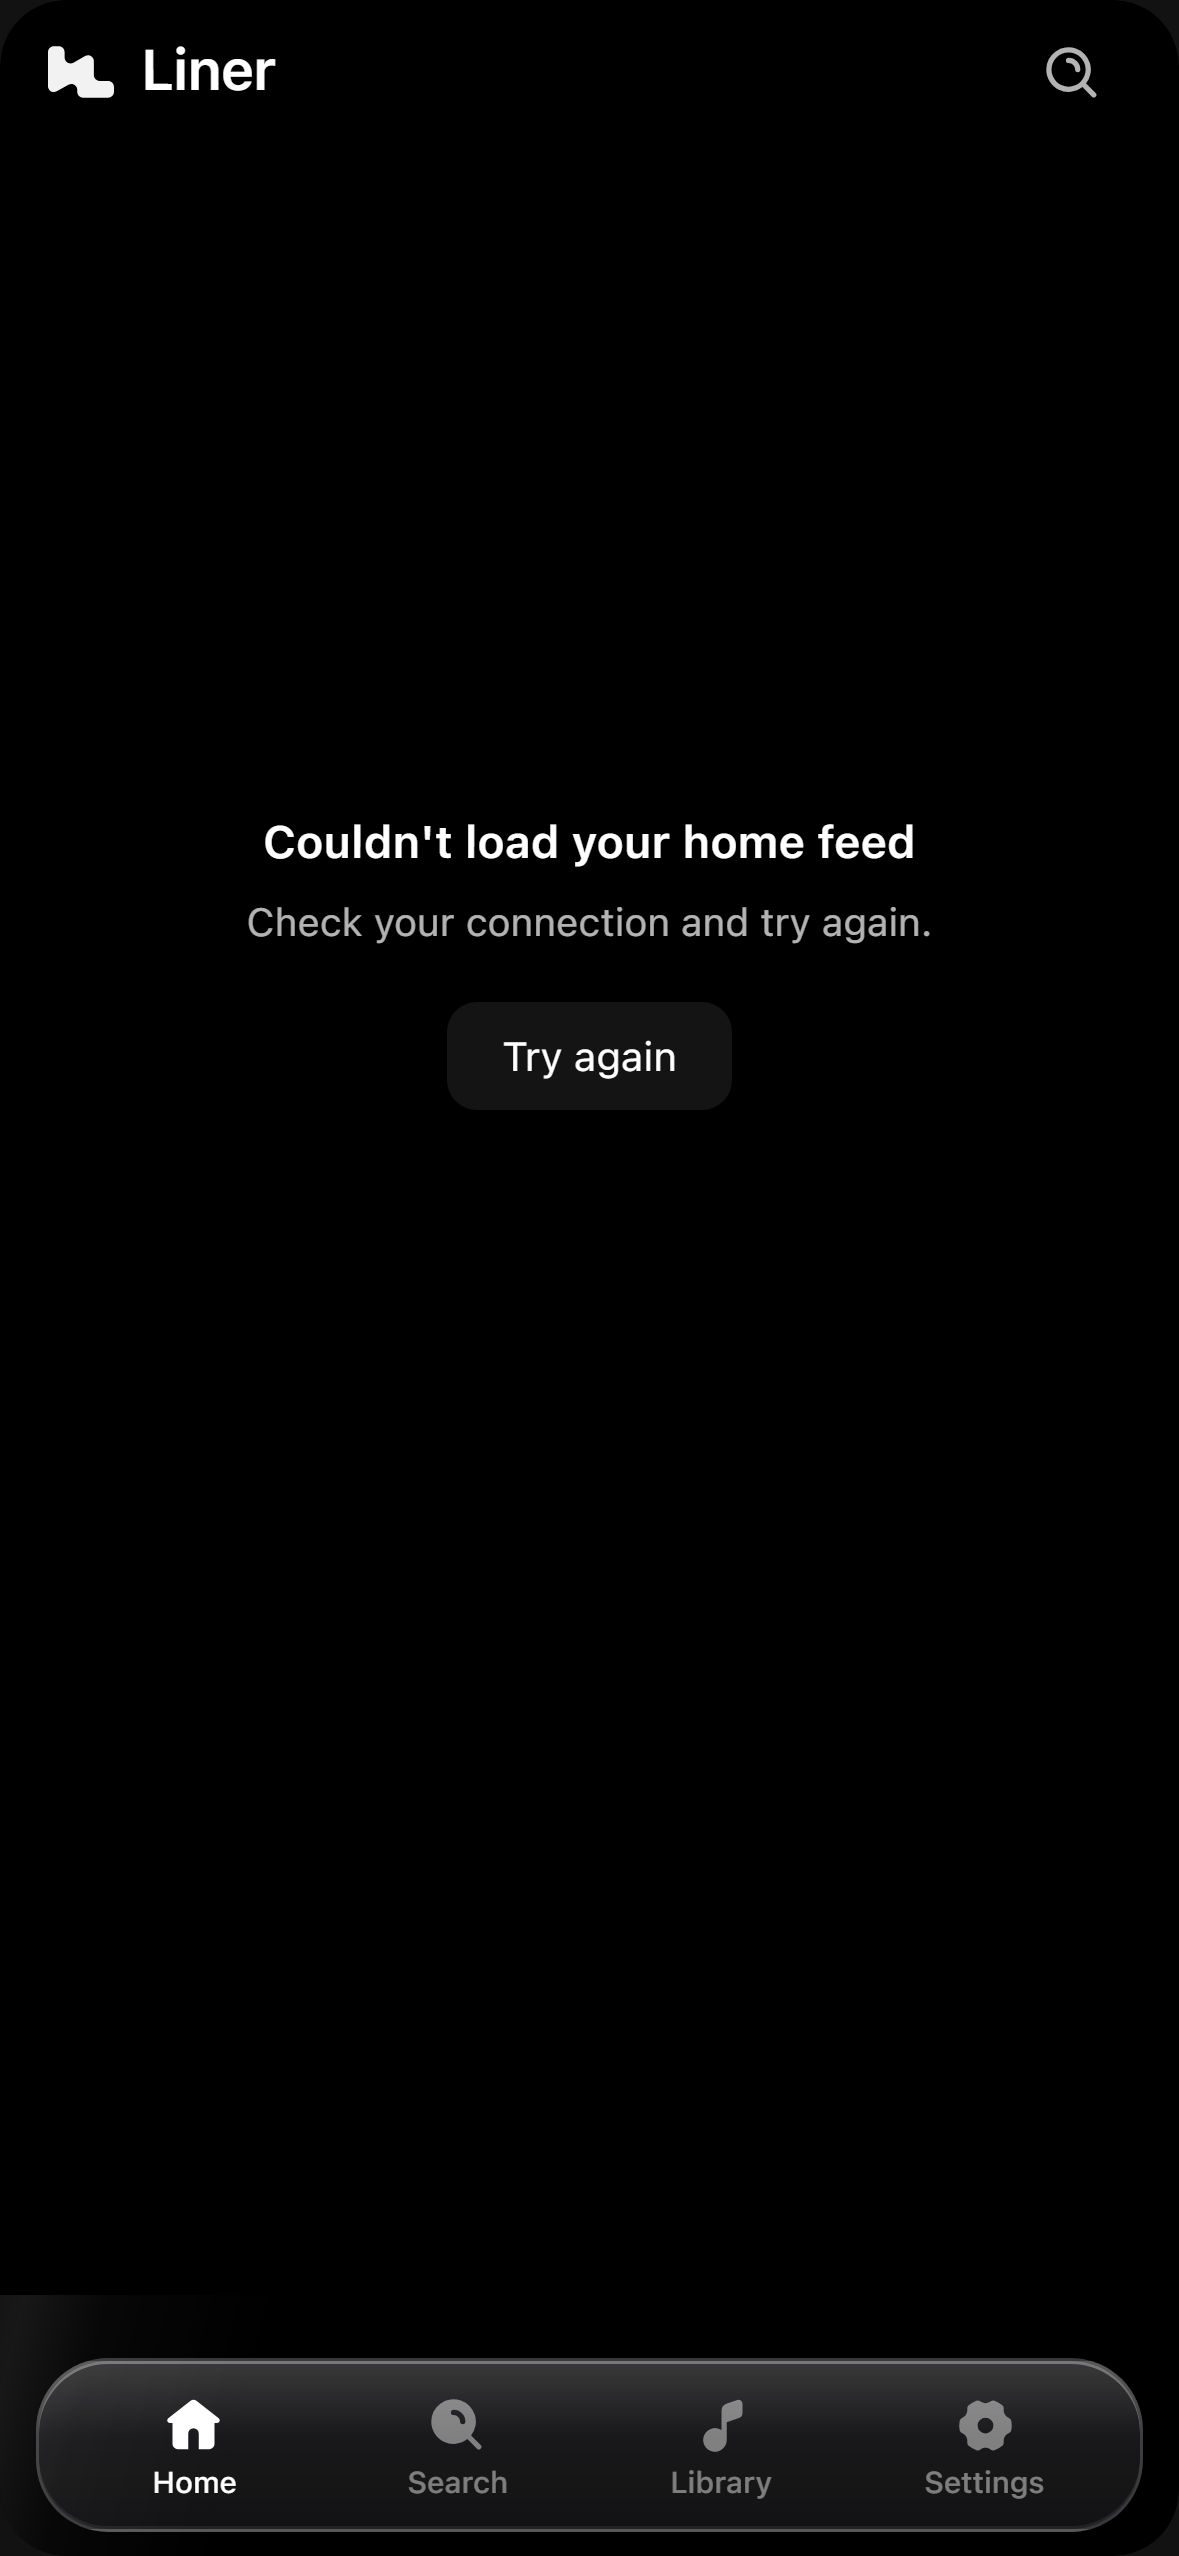 Liner
Couldn't load your home feed
Check your connection and try again.
Try again
Home
Search
Library
Settings